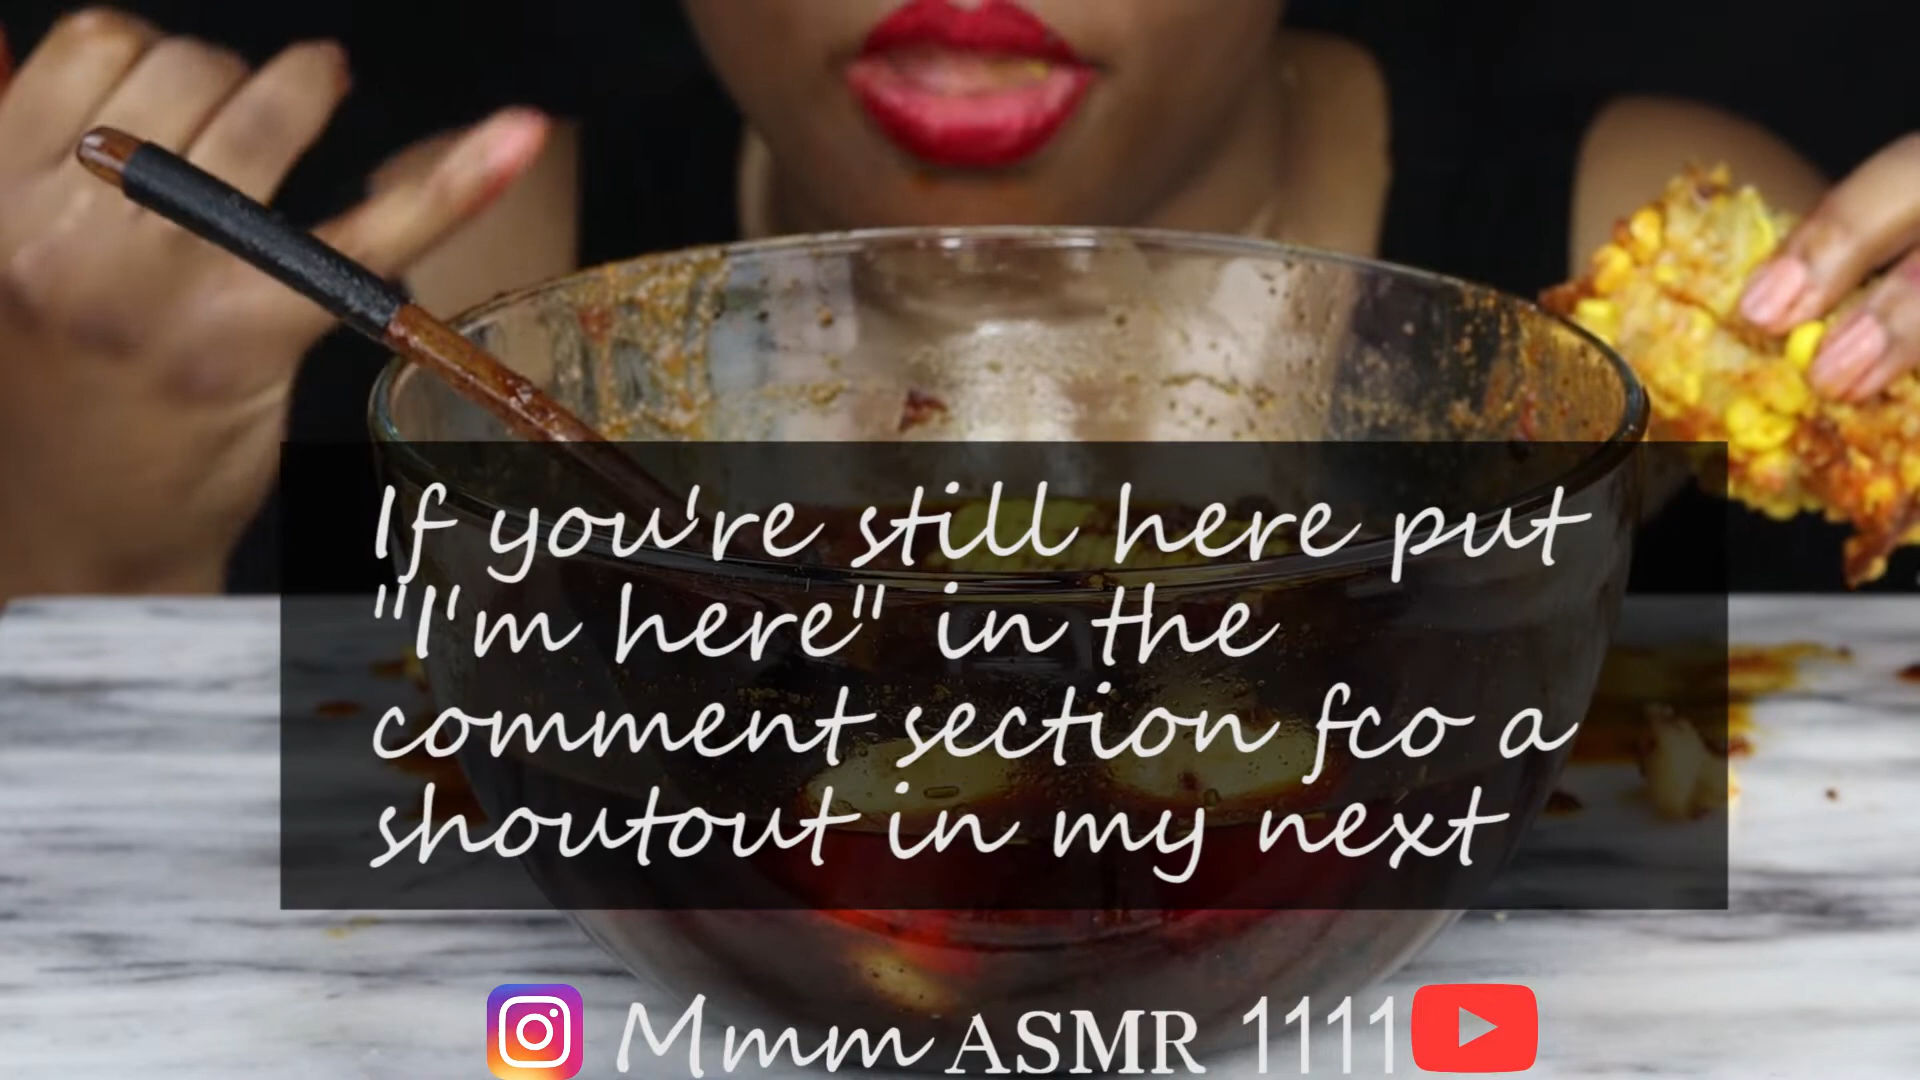 If you're still here put
"I'm here" in the
comment section fco a
shoutout in my next
Mmm ASMR 1111